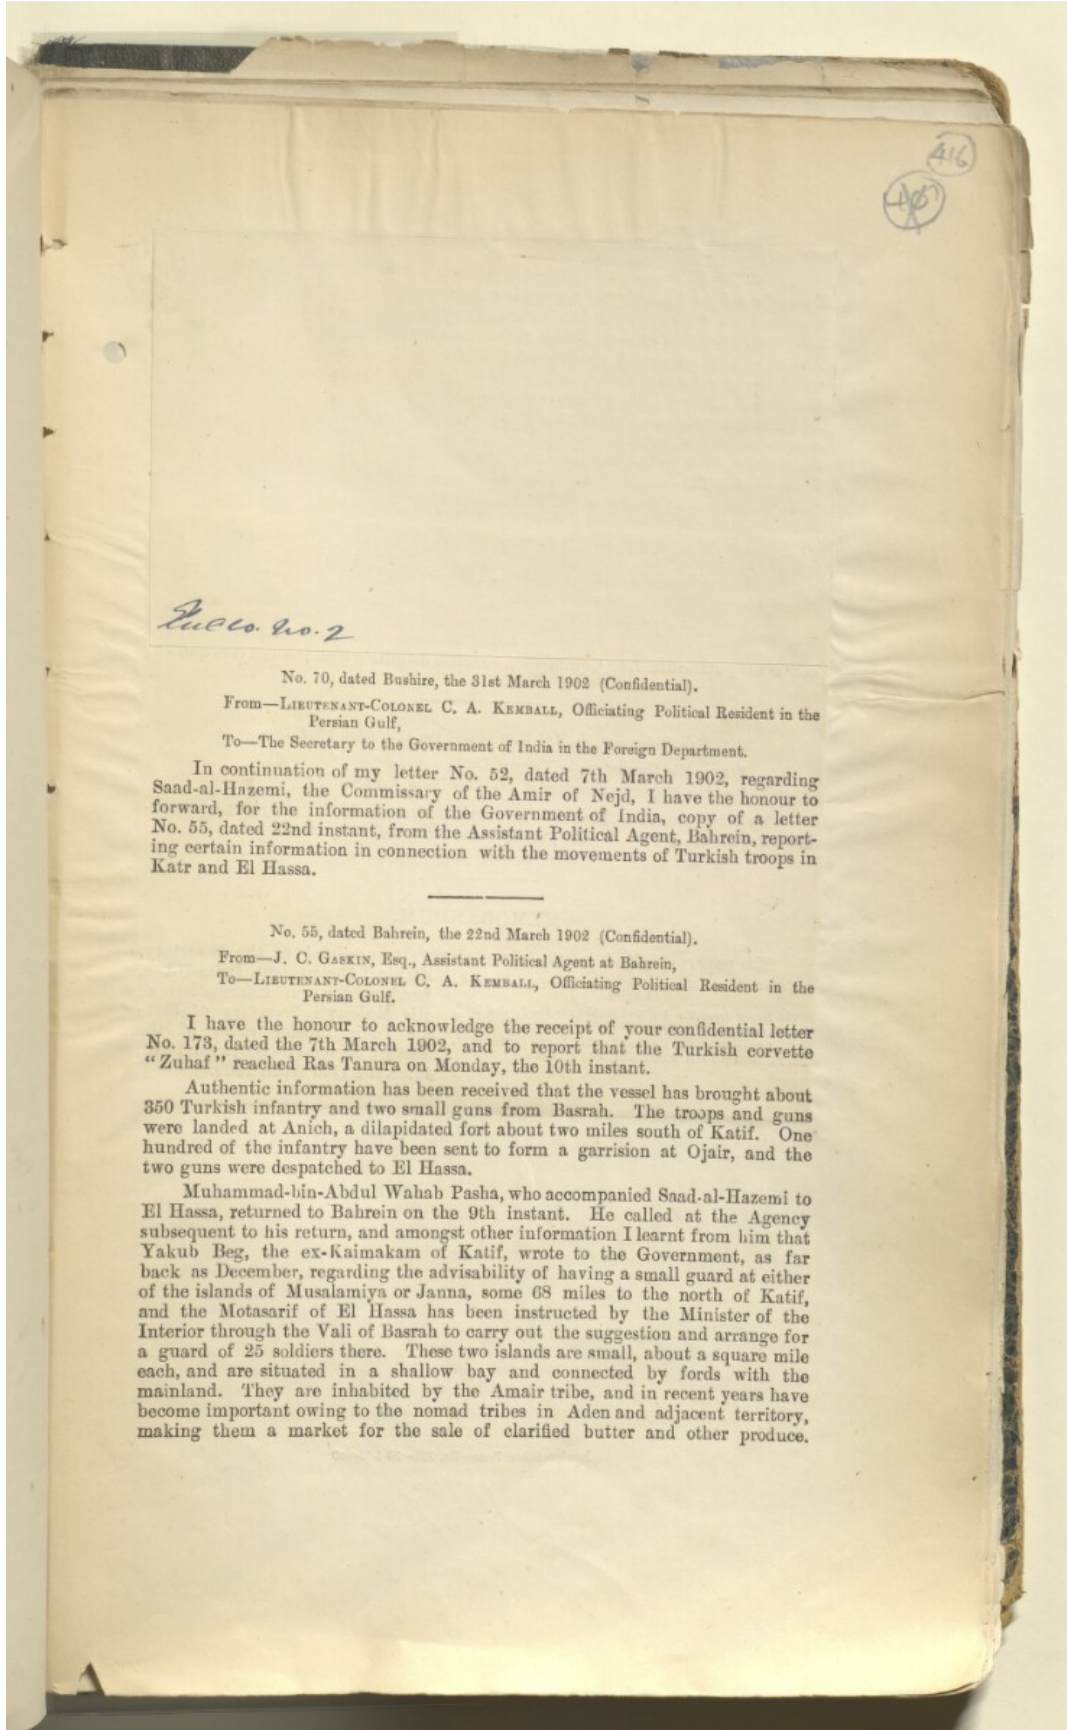 416
Enclo. No. 2
No. 70, dated Bushire, the 31st March 1902 (Confidential).
From—LIEUTENANT-COLONEL C. A. KEMBALL, Officiating Political Resident in the
Persian Gulf,
To—The Secretary to the Government of India in the Foreign Department.
In continuation of my letter No. 52, dated 7th March 1902, regarding
Saad-al-Hazemi, the Commissary of the Amir of Nejd, I have the honour to
forward, for the information of the Government of India, copy of a letter
No. 55, dated 22nd instant, from the Assistant Political Agent, Bahrein, report-
ing certain information in connection with the movements of Turkish troops in
Katr and El Hassa.
No. 55, dated Bahrein, the 22nd March 1902 (Confidential).
From—J. C. GASKIN, Esq., Assistant Political Agent at Bahrein,
To—LIEUTENANT-COLONEL C. A. KEMBALL, Officiating Political Resident in the
Persian Gulf.
I have the honour to acknowledge the receipt of your confidential letter
No. 173, dated the 7th March 1902, and to report that the Turkish corvette
“Zuhaf” reached Ras Tanura on Monday, the 10th instant.
Authentic information has been received that the vessel has brought about
350 Turkish infantry and two small guns from Basrah. The troops and guns
were landed at Anich, a dilapidated fort about two miles south of Katif. One
hundred of the infantry have been sent to form a garrision at Ojair, and the
two guns were despatched to El Hassa.
Muhammad-bin-Abdul Wahab Pasha, who accompanied Saad-al-Hazemi to
El Hassa, returned to Bahrein on the 9th instant. He called at the Agency
subsequent to his return, and amongst other information I learnt from him that
Yakub Beg, the ex-Kaimakam of Katif, wrote to the Government, as far
back as December, regarding the advisability of having a small guard at either
of the islands of Musalamiya or Janna, some 68 miles to the north of Katif,
and the Motasarif of El Hassa has been instructed by the Minister of the
Interior through the Vali of Basrah to carry out the suggestion and arrange for
a guard of 25 soldiers there. These two islands are small, about a square mile
each, and are situated in a shallow bay and connected by fords with the
mainland. They are inhabited by the Amair tribe, and in recent years have
become important owing to the nomad tribes in Aden and adjacent territory,
making them a market for the sale of clarified butter and other produce.